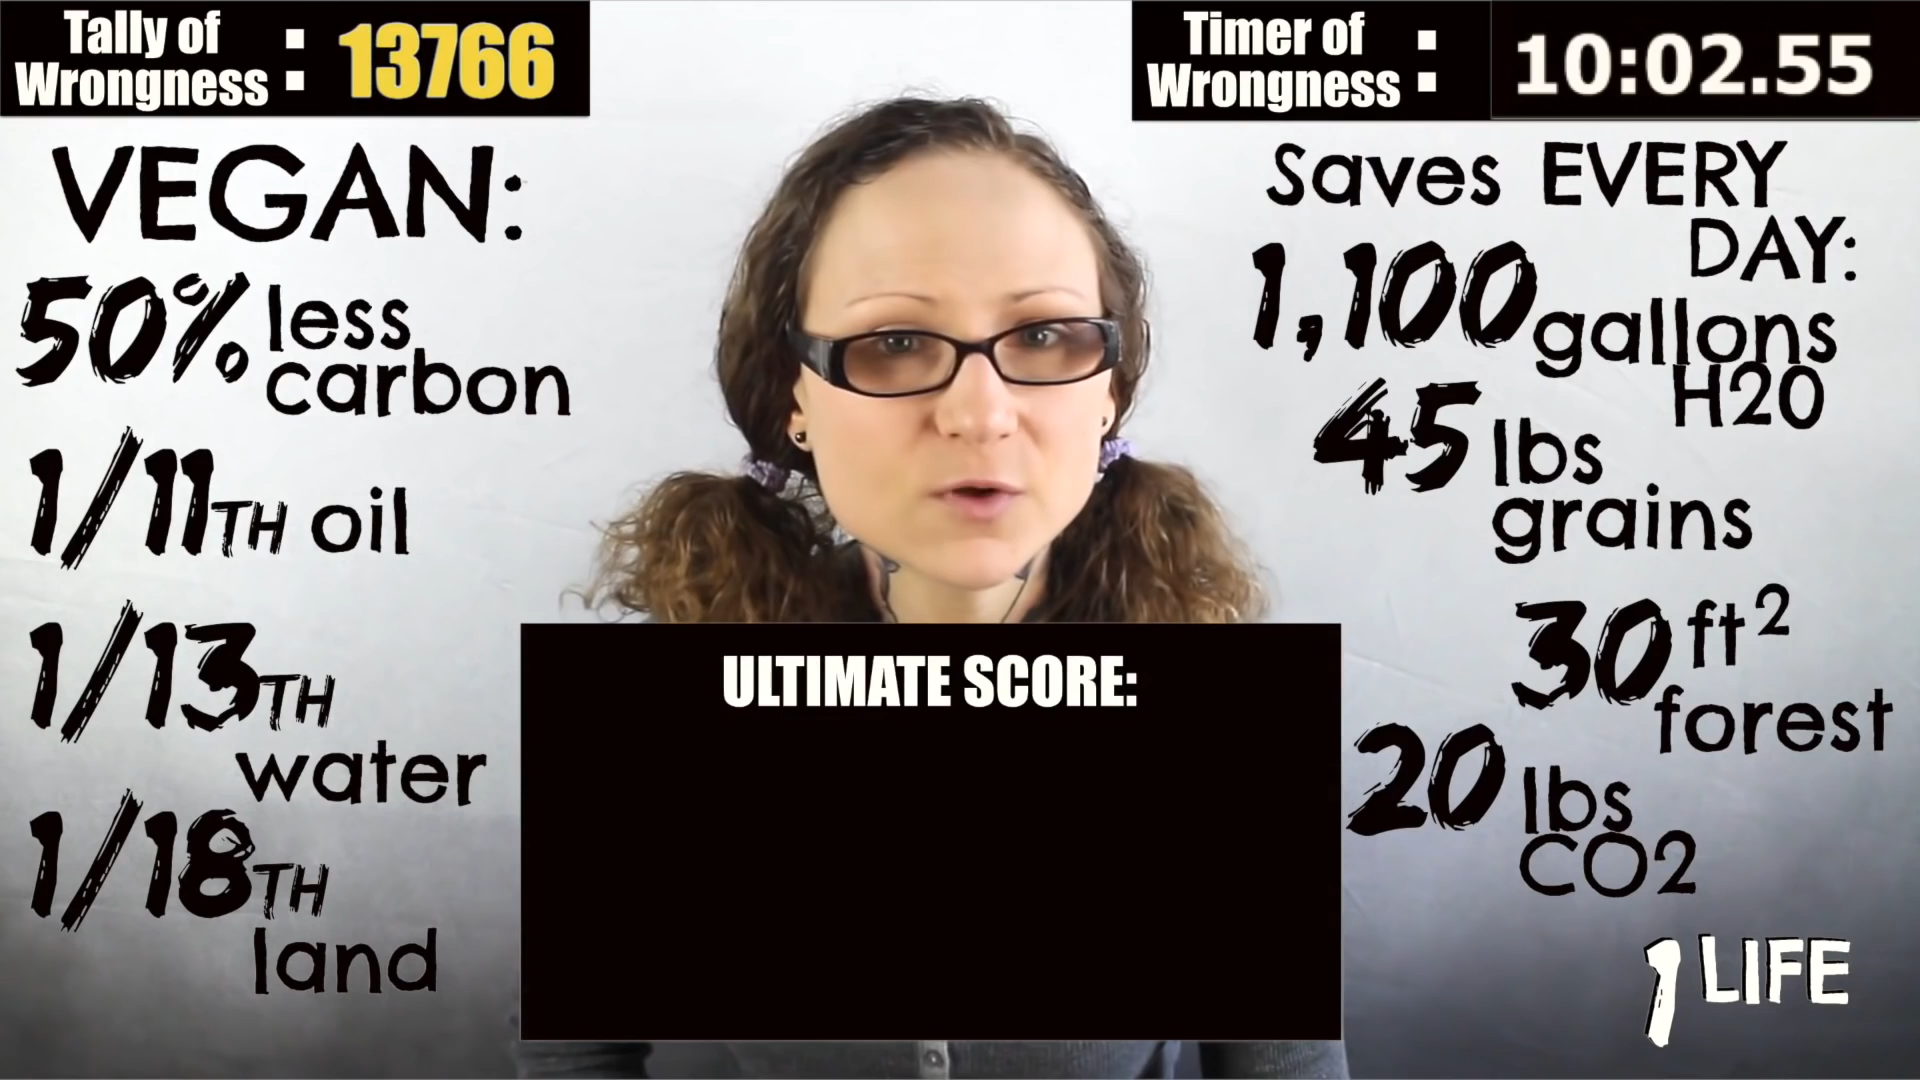 Tally of
Wrongness : 13766
Timer of
Wrongness : 10:02.55
VEGAN:
50% less
carbon
1/11TH oil
1/13TH
water
1/18TH
land
Saves EVERY
DAY:
1,100 gallons
H20
45 lbs
grains
30 ft²
forest
20 lbs
CO2
1 LIFE
ULTIMATE SCORE: